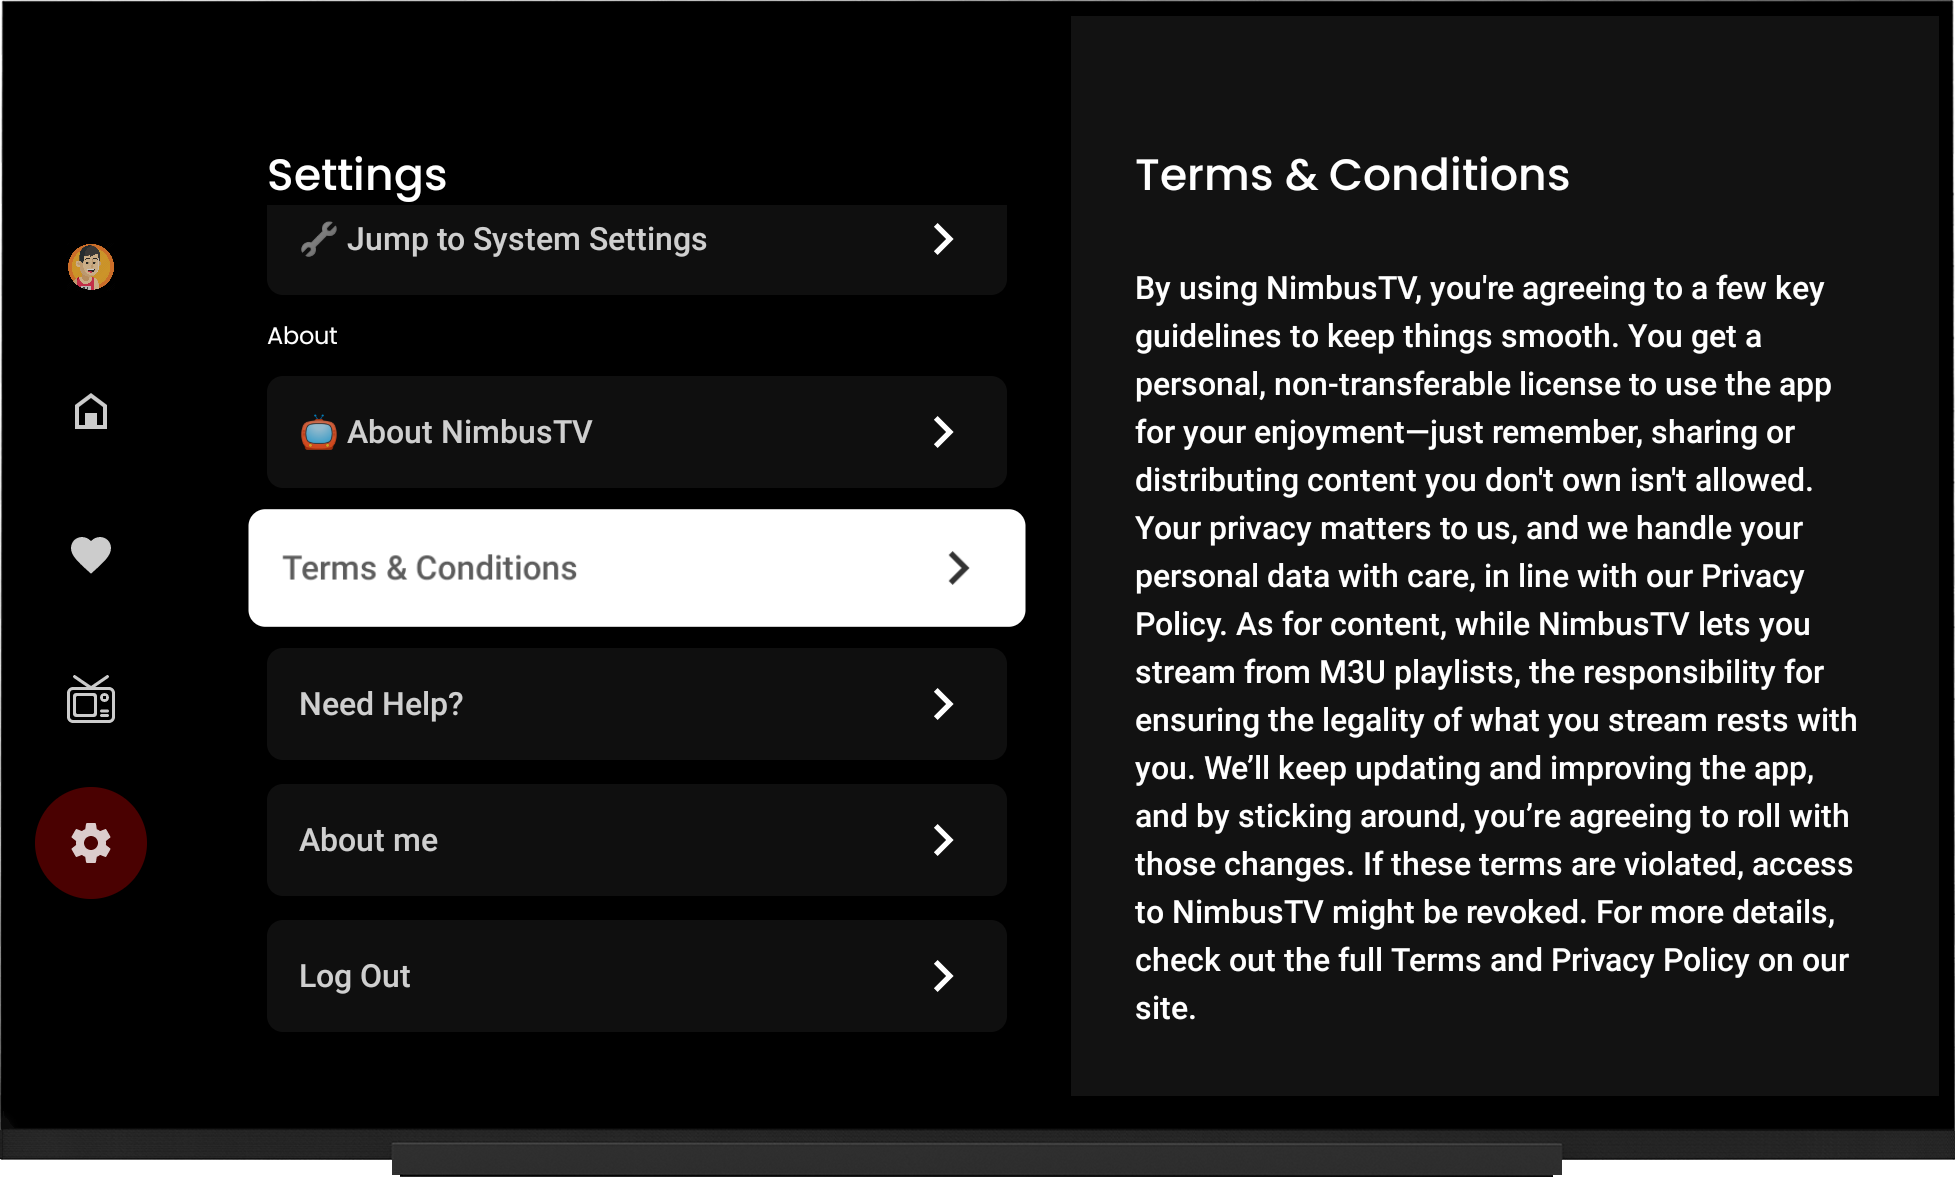 Settings
🔧 Jump to System Settings
About
📺 About NimbusTV
Terms & Conditions
Need Help?
About me
Log Out
Terms & Conditions
By using NimbusTV, you're agreeing to a few key
guidelines to keep things smooth. You get a
personal, non-transferable license to use the app
for your enjoyment—just remember, sharing or
distributing content you don't own isn't allowed.
Your privacy matters to us, and we handle your
personal data with care, in line with our Privacy
Policy. As for content, while NimbusTV lets you
stream from M3U playlists, the responsibility for
ensuring the legality of what you stream rests with
you. We’ll keep updating and improving the app,
and by sticking around, you’re agreeing to roll with
those changes. If these terms are violated, access
to NimbusTV might be revoked. For more details,
check out the full Terms and Privacy Policy on our
site.